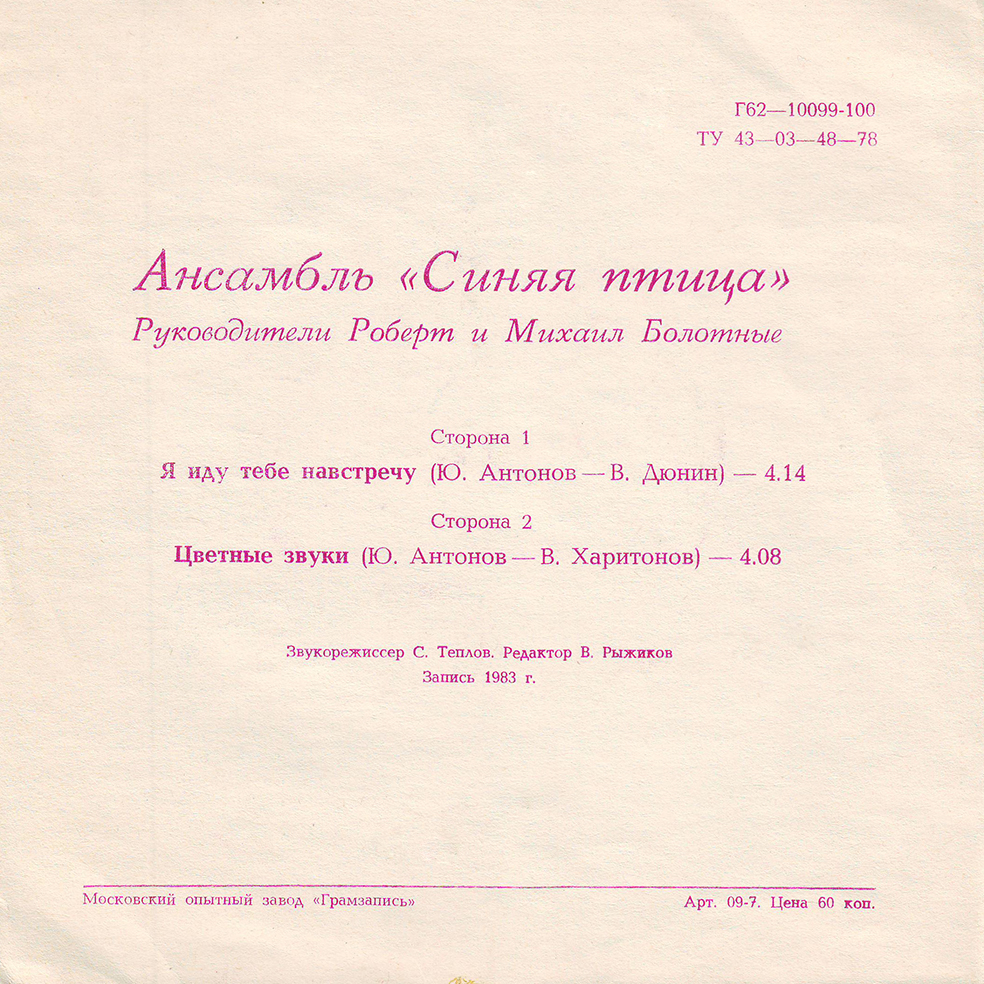 Г62—10099-100
ТУ 43—03—48—78
Ансамбль «Синяя птица»
Руководители Роберт и Михаил Болотные
Сторона 1
Я иду тебе навстречу (Ю. Антонов — В. Дюнин) — 4.14
Сторона 2
Цветные звуки (Ю. Антонов — В. Харитонов) — 4.08
Звукорежиссер С. Теплов. Редактор В. Рыжиков
Запись 1983 г.
Московский опытный завод «Грамзапись» Арт. 09-7. Цена 60 коп.